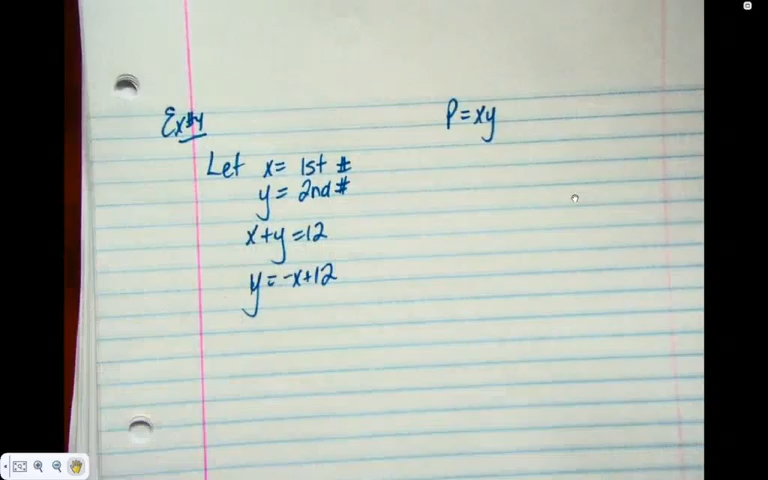 Ex#4
P=xy
Let x= 1st #
y= 2nd #
x+y=12
y=-x+12